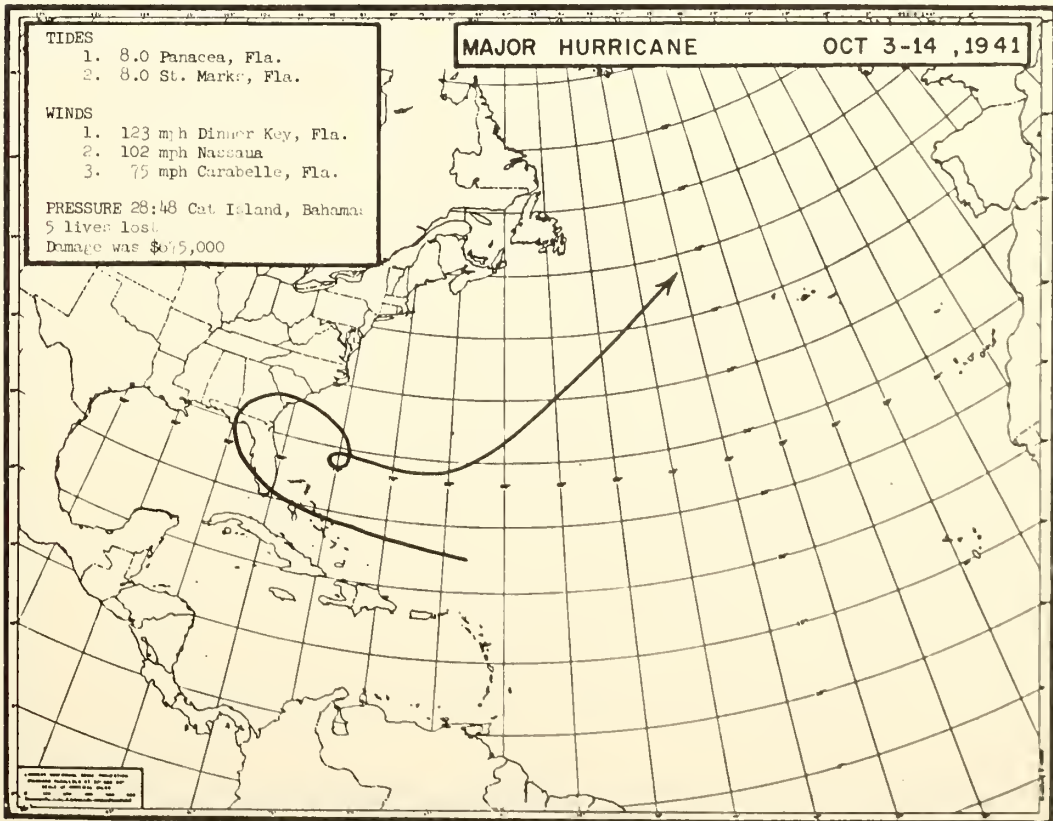 MAJOR HURRICANE OCT 3-14 ,1941
TIDES
1. 8.0 Panacea, Fla.
2. 8.0 St. Marks, Fla.
WINDS
1. 123 mph Dinner Key, Fla.
2. 102 mph Nassaua
3. 75 mph Carabelle, Fla.
PRESSURE 28:48 Cat Island, Bahamas
5 lives lost
Damage was